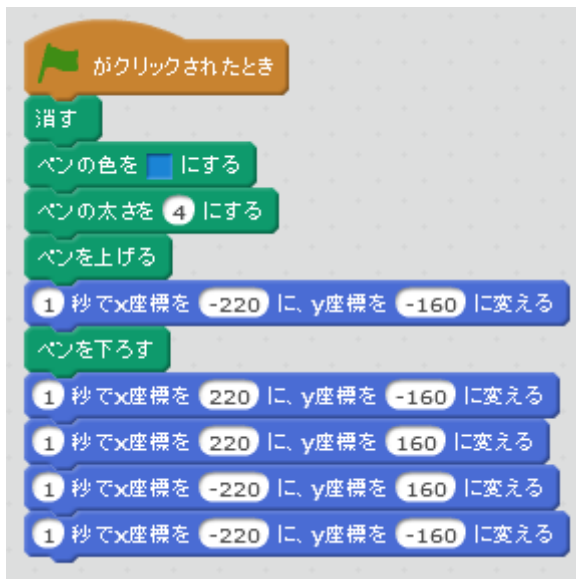 がクリックされたとき
消す
ペンの色を にする
ペンの太さを 4 にする
ペンを上げる
1 秒でx座標を -220 に、y座標を -160 に変える
ペンを下ろす
1 秒でx座標を 220 に、y座標を -160 に変える
1 秒でx座標を 220 に、y座標を 160 に変える
1 秒でx座標を -220 に、y座標を 160 に変える
1 秒でx座標を -220 に、y座標を -160 に変える